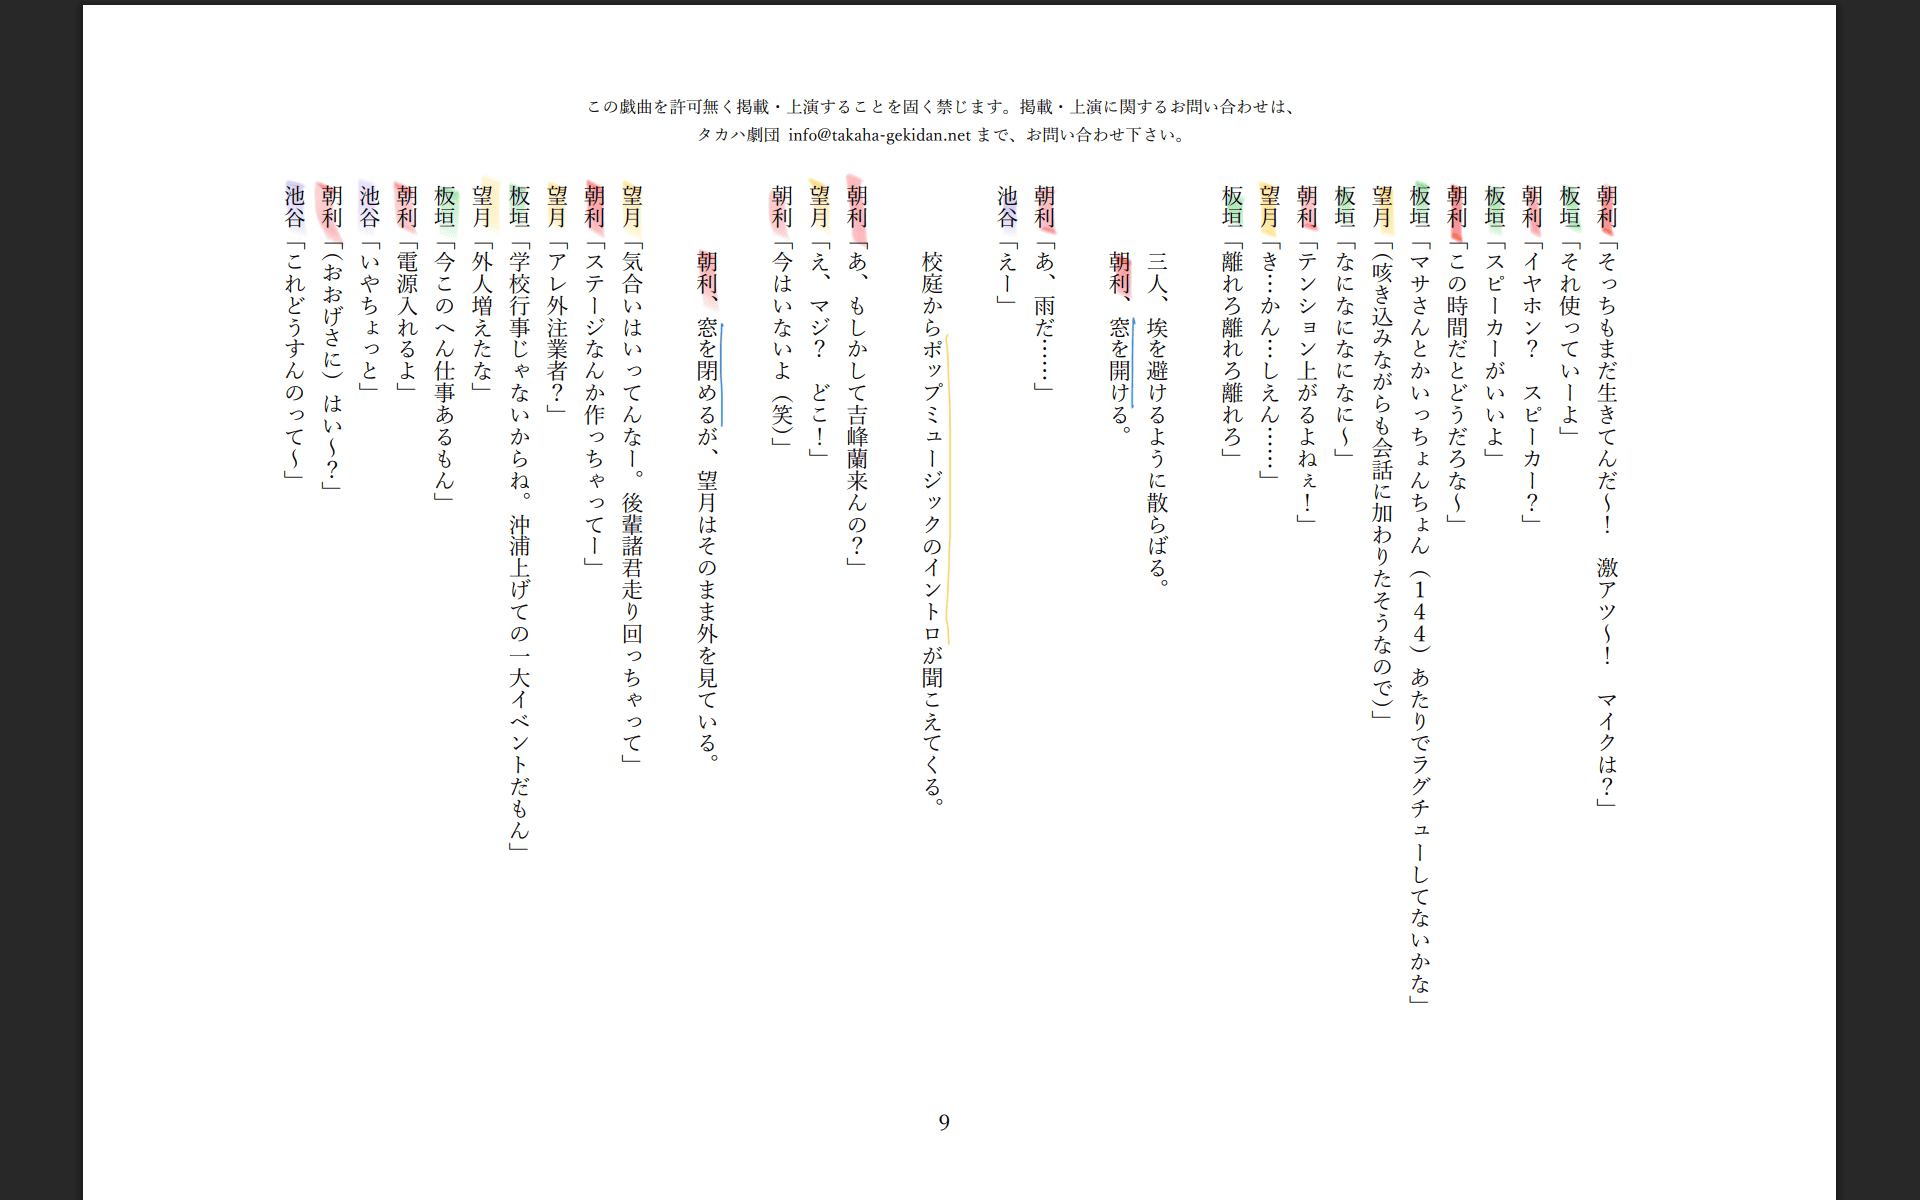 この戯曲を許可無く掲載・上演することを固く禁じます。掲載・上演に関するお問い合わせは、
タカハ劇団 info@takaha-gekidan.net まで、お問い合わせ下さい。
朝利「そっちもまだ生きてんだ〜！　激アツ〜！　マイクは？」
板垣「それ使っていーよ」
朝利「イヤホン？　スピーカー？」
板垣「スピーカーがいいよ」
朝利「この時間だとどうだろな〜」
板垣「マサさんとかいっちょんちょん（１４４）あたりでラグチューしてないかな」
望月「（咳き込みながらも会話に加わりたそうなので）」
板垣「なになになになになに〜」
朝利「テンション上がるよねぇ！」
望月「き…かん…しえん……」
板垣「離れろ離れろ離れろ離れろ」
三人、埃を避けるように散らばる。
朝利、窓を開ける。
朝利「あ、雨だ……」
池谷「えー」
校庭からポップミュージックのイントロが聞こえてくる。
朝利「あ、もしかして吉峰蘭来んの？」
望月「え、マジ？　どこ！」
朝利「今はいないよ（笑）」
朝利、窓を閉めるが、望月はそのまま外を見ている。
望月「気合いはいってんなー。後輩諸君走り回っちゃって」
朝利「ステージなんか作っちゃってー」
望月「アレ外注業者？」
板垣「学校行事じゃないからね。沖浦上げての一大イベントだもん」
望月「外人増えたな」
板垣「今このへん仕事あるもん」
朝利「電源入れるよ」
池谷「いやちょっと」
朝利「（おおげさに）はい〜？」
池谷「これどうすんのって〜」
9